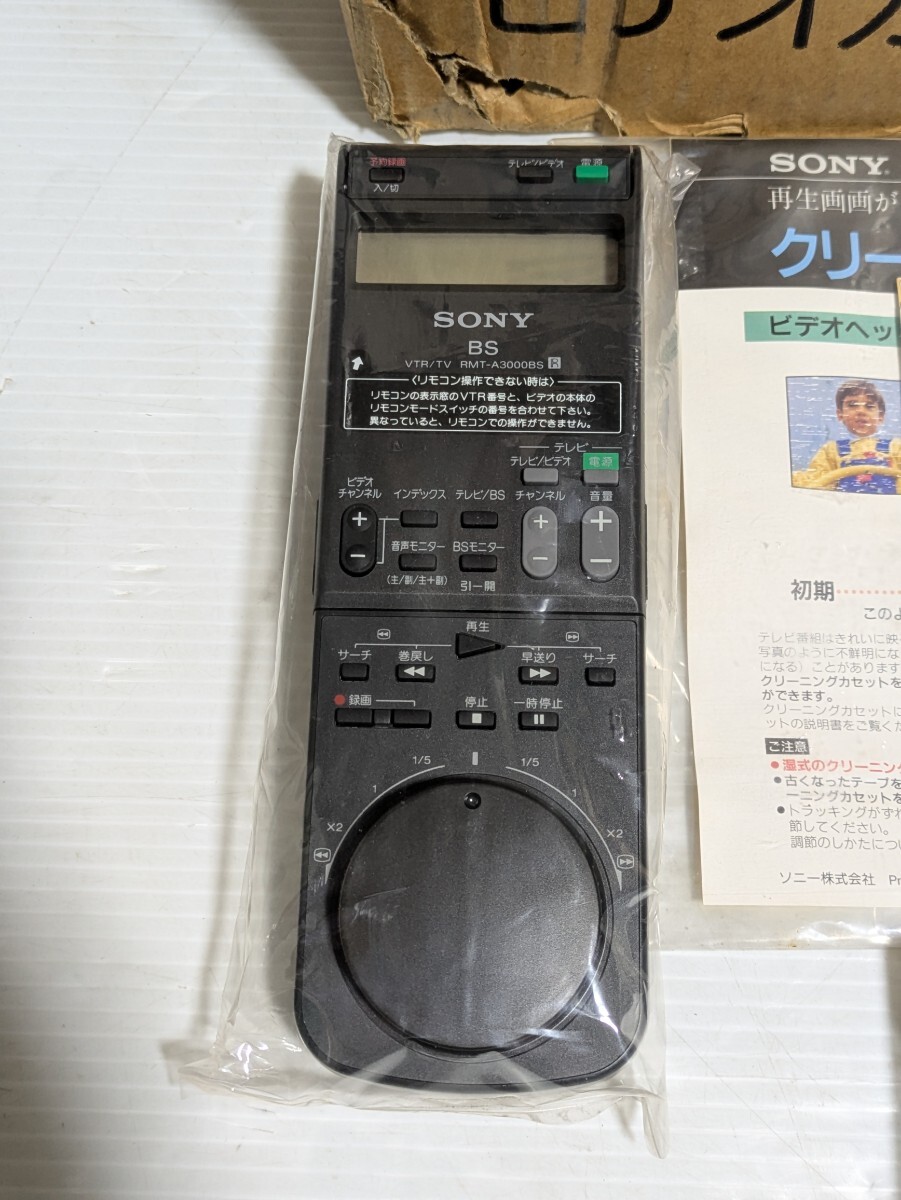 ビデオカ
予約録画
入/切
テレビ/ビデオ
電源
SONY
BS
VTR/TV RMT-A3000BS R
〈リモコン操作できない時は〉
リモコンの表示窓のVTR番号と、ビデオの本体の
リモコンモードスイッチの番号を合わせて下さい。
異なっていると、リモコンでの操作ができません。
テレビ
テレビ/ビデオ
電源
ビデオ
チャンネル
インデックス
テレビ/BS
チャンネル
音量
音声モニター
BSモニター
(主/副/主+副)
引一開
再生
サーチ
巻戻し
早送り
サーチ
録画
停止
一時停止
1/5
1/5
1
1
×2
×2
SONY
再生画画が
クリー
ビデオヘッ
初期
このよ
テレビ番組はきれいに映
写真のように不鮮明にな
になる）ことがあります
クリーニングカセットを
ができます。
クリーニングカセットに
ットの説明書をご覧くだ
ご注意
●湿式のクリーニング
●古くなったテープを
ーニングカセットを
●トラッキングがずれ
節してください。
調節のしかたについ
ソニー株式会社 Pr